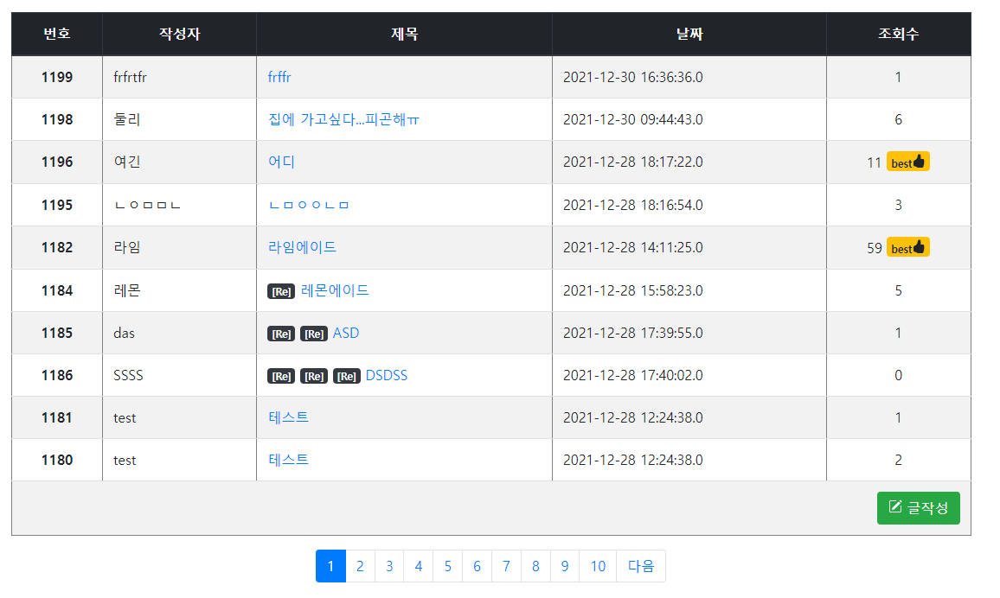 번호 작성자 제목 날짜 조회수
1199 frfrtfr frffr 2021-12-30 16:36:36.0 1
1198 둘리 집에 가고싶다...피곤해ㅠ 2021-12-30 09:44:43.0 6
1196 여긴 어디 2021-12-28 18:17:22.0 11 best
1195 ㄴㅇㅁㅁㄴ ㄴㅁㅇㅇㄴㅁ 2021-12-28 18:16:54.0 3
1182 라임 라임에이드 2021-12-28 14:11:25.0 59 best
1184 레몬 [Re] 레몬에이드 2021-12-28 15:58:23.0 5
1185 das [Re] [Re] ASD 2021-12-28 17:39:55.0 1
1186 SSSS [Re] [Re] [Re] DSDSS 2021-12-28 17:40:02.0 0
1181 test 테스트 2021-12-28 12:24:38.0 1
1180 test 테스트 2021-12-28 12:24:38.0 2
글작성
1 2 3 4 5 6 7 8 9 10 다음